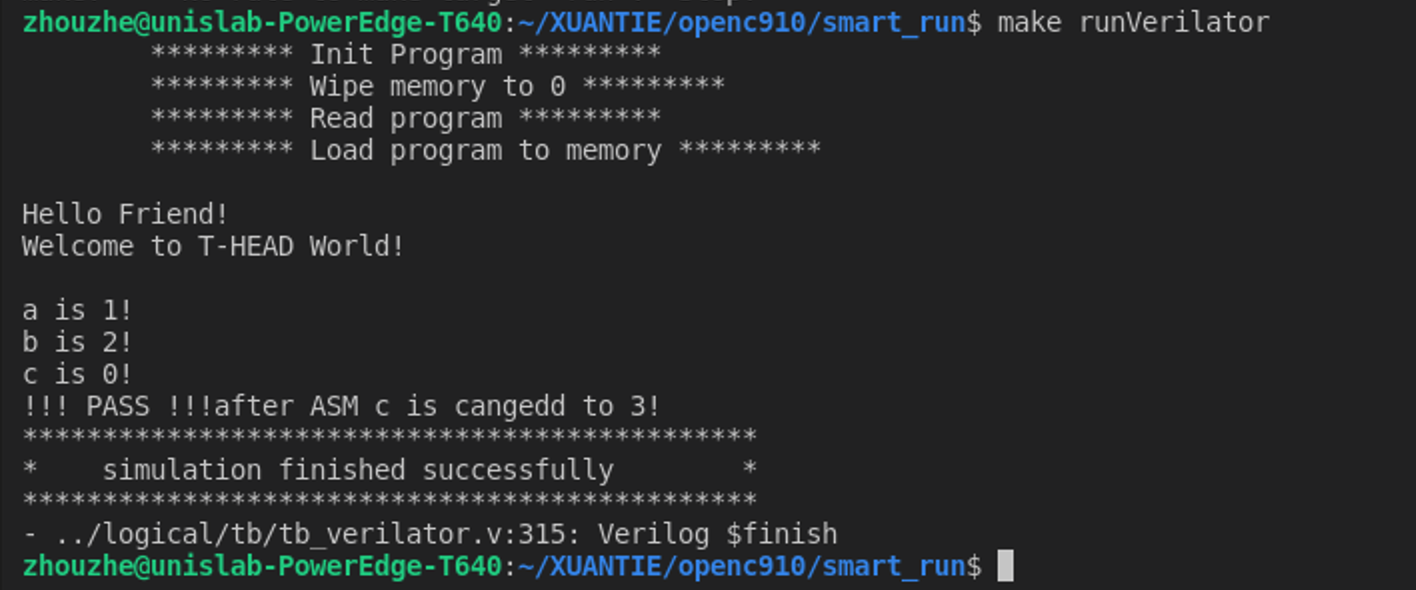 zhouzhe@unislab-PowerEdge-T640:~/XUANTIE/openc910/smart_run$ make runVerilator
********* Init Program *********
********* Wipe memory to 0 *********
********* Read program *********
********* Load program to memory *********
Hello Friend!
Welcome to T-HEAD World!
a is 1!
b is 2!
c is 0!
!!! PASS !!!after ASM c is cangedd to 3!
**********************************************
*    simulation finished successfully        *
**********************************************
- ../logical/tb/tb_verilator.v:315: Verilog $finish
zhouzhe@unislab-PowerEdge-T640:~/XUANTIE/openc910/smart_run$